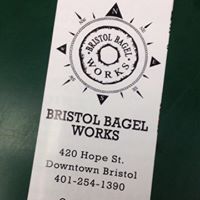 N
BRISTOL BAGEL
WORKS
BRISTOL BAGEL
WORKS
420 Hope St.
Downtown Bristol
401-254-1390